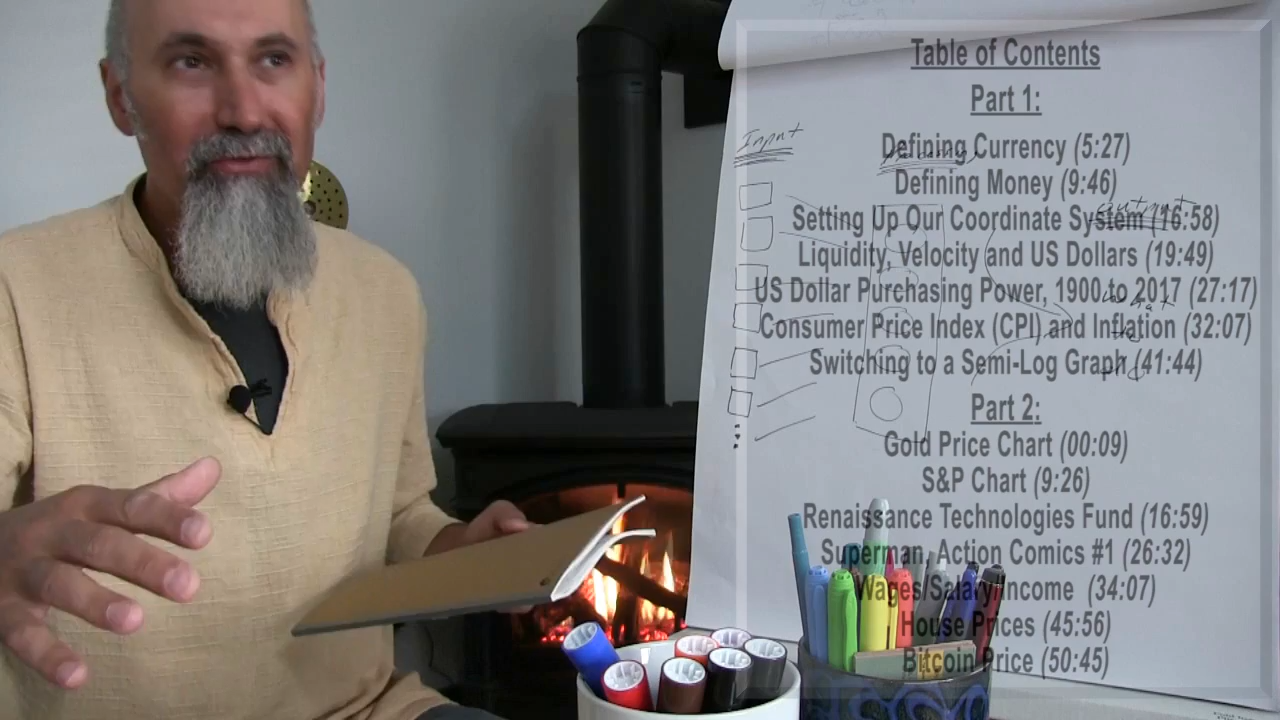 Table of Contents
Part 1:
Defining Currency (5:27)
Defining Money (9:46)
Setting Up Our Coordinate System (16:58)
Liquidity, Velocity and US Dollars (19:49)
US Dollar Purchasing Power, 1900 to 2017 (27:17)
Consumer Price Index (CPI) and Inflation (32:07)
Switching to a Semi-Log Graph (41:44)
Part 2:
Gold Price Chart (00:09)
S&P Chart (9:26)
Renaissance Technologies Fund (16:59)
Superman, Action Comics #1 (26:32)
Wages/Salary/Income (34:07)
House Prices (45:56)
Bitcoin Price (50:45)
Input
output
what
the